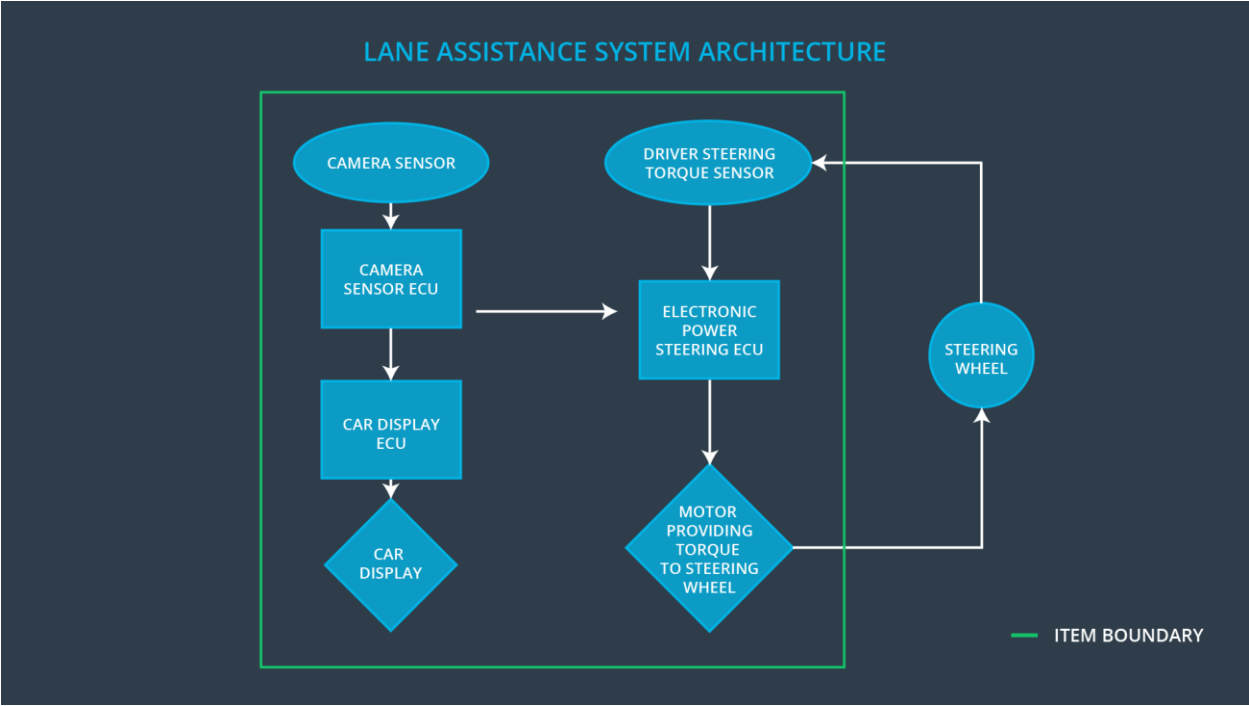 LANE ASSISTANCE SYSTEM ARCHITECTURE
CAMERA SENSOR
CAMERA
SENSOR ECU
CAR DISPLAY
ECU
CAR
DISPLAY
DRIVER STEERING
TORQUE SENSOR
ELECTRONIC
POWER
STEERING ECU
MOTOR
PROVIDING
TORQUE
TO STEERING
WHEEL
STEERING
WHEEL
ITEM BOUNDARY